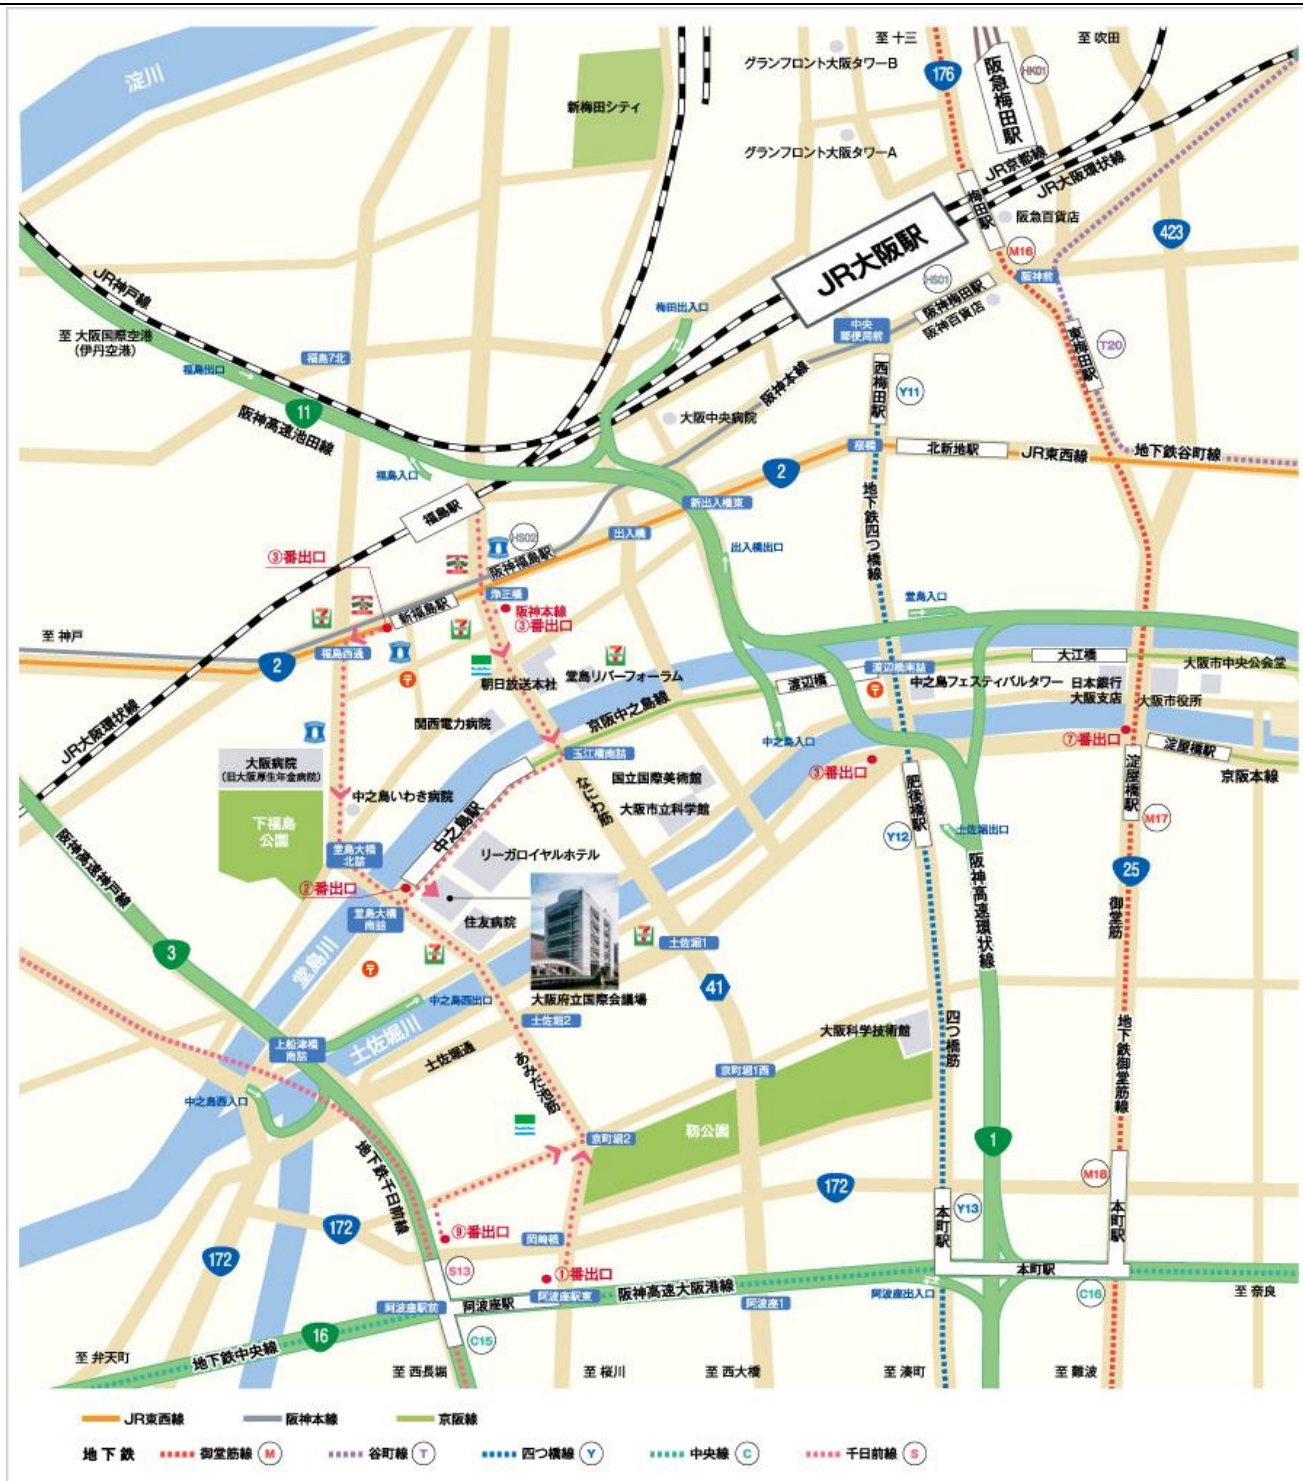 至 十三
至 吹田
グランフロント大阪タワーB
176
阪急梅田駅
HK01
淀川
新梅田シティ
グランフロント大阪タワーA
JR京都線
JR大阪環状線
梅田駅
阪急百貨店
423
JR大阪駅
M16
阪神前
HS01
阪神梅田駅
阪神百貨店
JR神戸線
梅田出入口
中央
郵便局前
至 大阪国際空港
(伊丹空港)
福島7北
福島出口
東梅田駅
T20
阪神本線
西梅田駅
Y11
11
阪神高速池田線
大阪中央病院
桜橋
北新地駅
JR東西線
地下鉄谷町線
福島入口
2
新出入橋東
福島駅
地下鉄四つ橋線
HS02
出入橋
③番出口
阪神福島駅
出入橋出口
浄正橋
新福島駅
阪神本線
③番出口
堂島入口
至 神戸
2
福島西通
朝日放送本社
堂島リバーフォーラム
渡辺橋南詰
大江橋
大阪市中央公会堂
渡辺橋
中之島フェスティバルタワー
日本銀行
大阪支店
大阪市役所
京阪中之島線
関西電力病院
JR大阪環状線
中之島入口
⑦番出口
淀屋橋駅
玉江橋南詰
大阪病院
(旧大阪厚生年金病院)
③番出口
京阪本線
国立国際美術館
なにわ筋
大阪市立科学館
中之島いわき病院
中之島駅
肥後橋駅
淀屋橋駅
M17
下福島
公園
Y12
土佐堀出口
阪神高速神戸線
堂島大橋
北詰
リーガロイヤルホテル
25
②番出口
阪神高速環状線
御堂筋
堂島大橋
南詰
住友病院
土佐堀1
3
堂島川
41
中之島西出口
大阪府立国際会議場
土佐堀2
土佐堀川
大阪科学技術館
四つ橋筋
地下鉄御堂筋線
上船津橋
南詰
土佐堀通
あみだ池筋
京町堀1西
中之島西入口
靱公園
京町堀2
1
地下鉄千日前線
M18
172
172
172
⑨番出口
岡崎橋
Y13
本町駅
本町駅
S13
①番出口
本町駅
阿波座駅前
阿波座駅
阿波座駅東
阪神高速大阪港線
阿波座1
阿波座出入口
C16
至 奈良
16
C15
地下鉄中央線
至 弁天町
至 西長堀
至 桜川
至 西大橋
至 湊町
至 難波
JR東西線
阪神本線
京阪線
地下鉄
御堂筋線 M
谷町線 T
四つ橋線 Y
中央線 C
千日前線 S